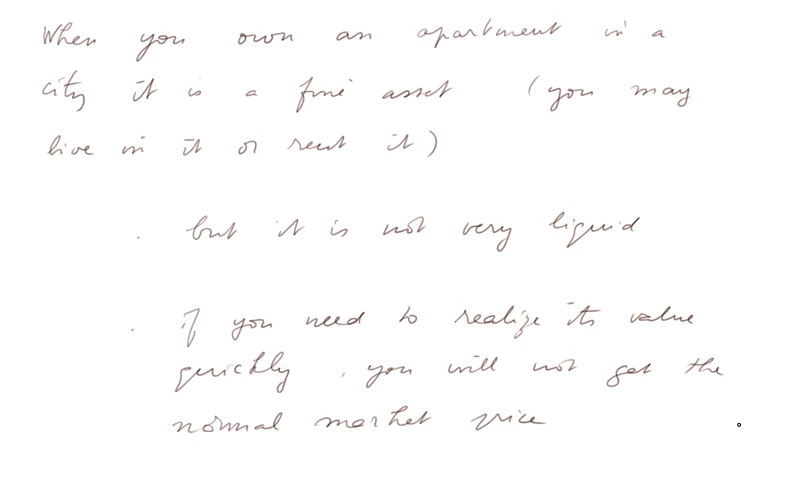 When you own an apartment in a
city it is a fine asset (you may
live in it or rent it)
. but it is not very liquid
. if you need to realize its value
quickly, you will not get the
normal market price